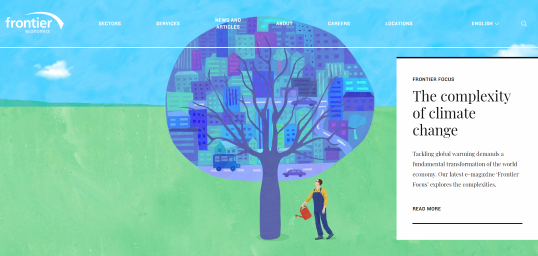 frontier
economics
SECTORS
SERVICES
NEWS AND
ARTICLES
ABOUT
CAREERS
LOCATIONS
ENGLISH
FRONTIER FOCUS
The complexity
of climate
change
Tackling global warming demands a
fundamental transformation of the world
economy. Our latest e-magazine 'Frontier
Focus' explores the complexities.
READ MORE